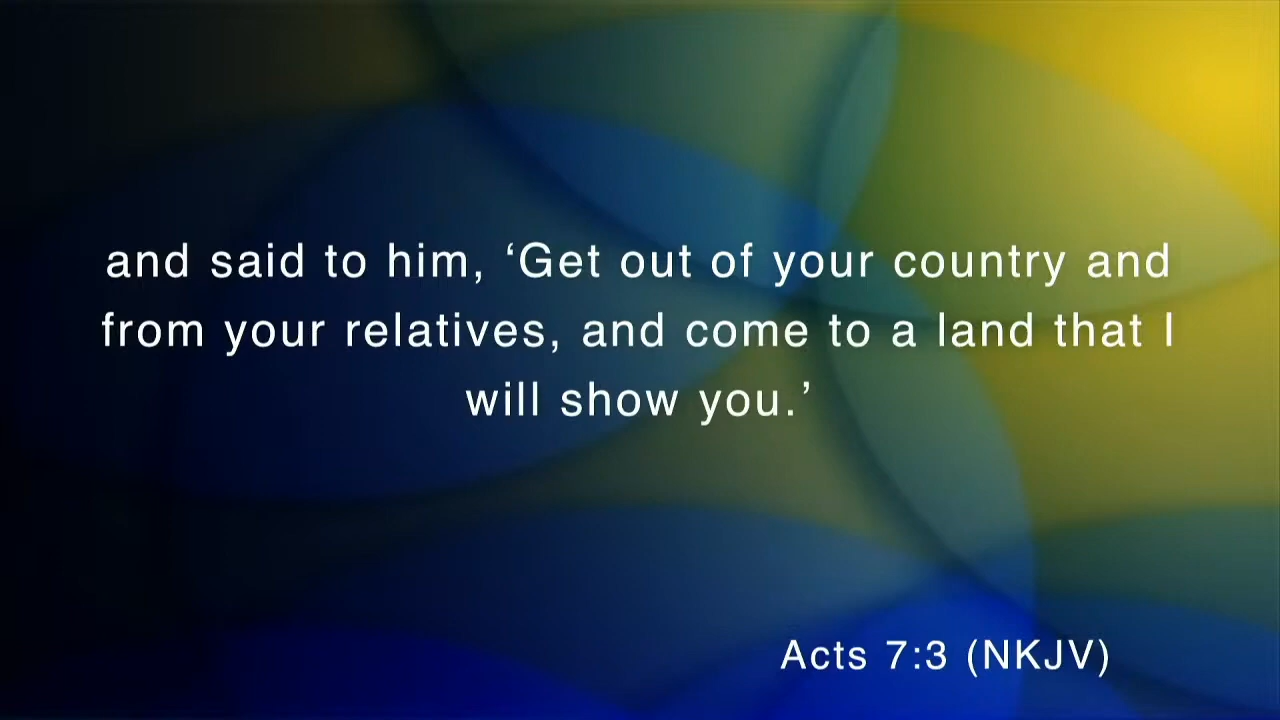 and said to him, ‘Get out of your country and
from your relatives, and come to a land that I
will show you.’
Acts 7:3 (NKJV)